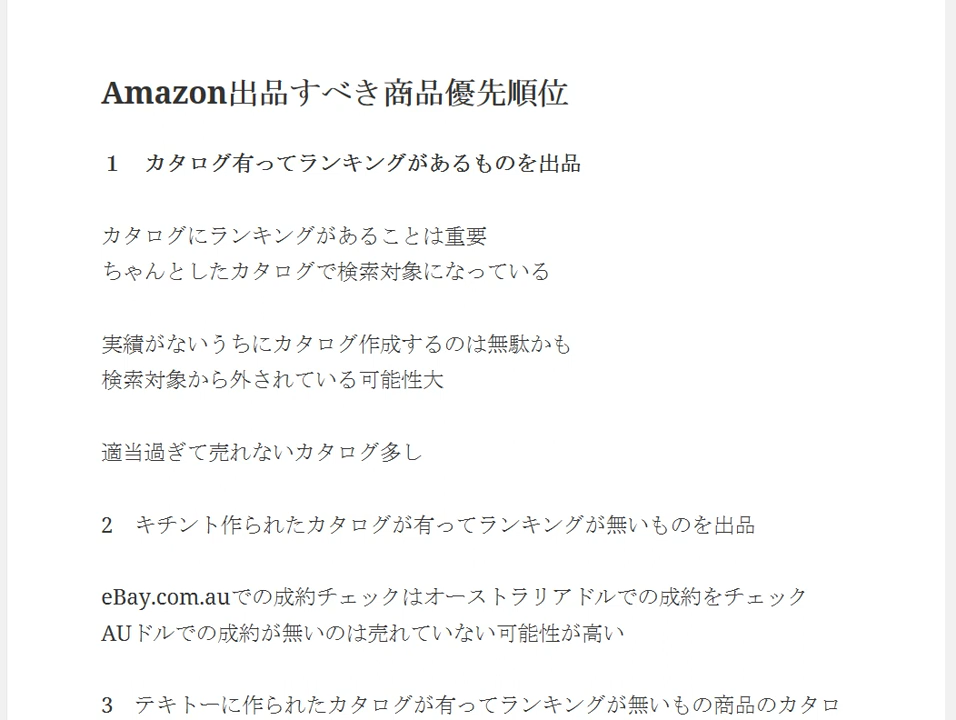 Amazon出品すべき商品優先順位
１　カタログ有ってランキングがあるものを出品
カタログにランキングがあることは重要
ちゃんとしたカタログで検索対象になっている
実績がないうちにカタログ作成するのは無駄かも
検索対象から外されている可能性大
適当過ぎて売れないカタログ多し
2　キチント作られたカタログが有ってランキングが無いものを出品
eBay.com.auでの成約チェックはオーストラリアドルでの成約をチェック
AUドルでの成約が無いのは売れていない可能性が高い
3　テキトーに作られたカタログが有ってランキングが無いもの商品のカタロ